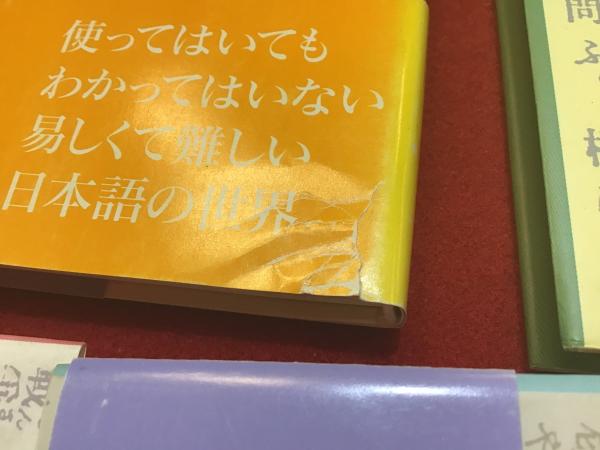 使ってはいても
わかってはいない
易しくて難しい
日本語の世界